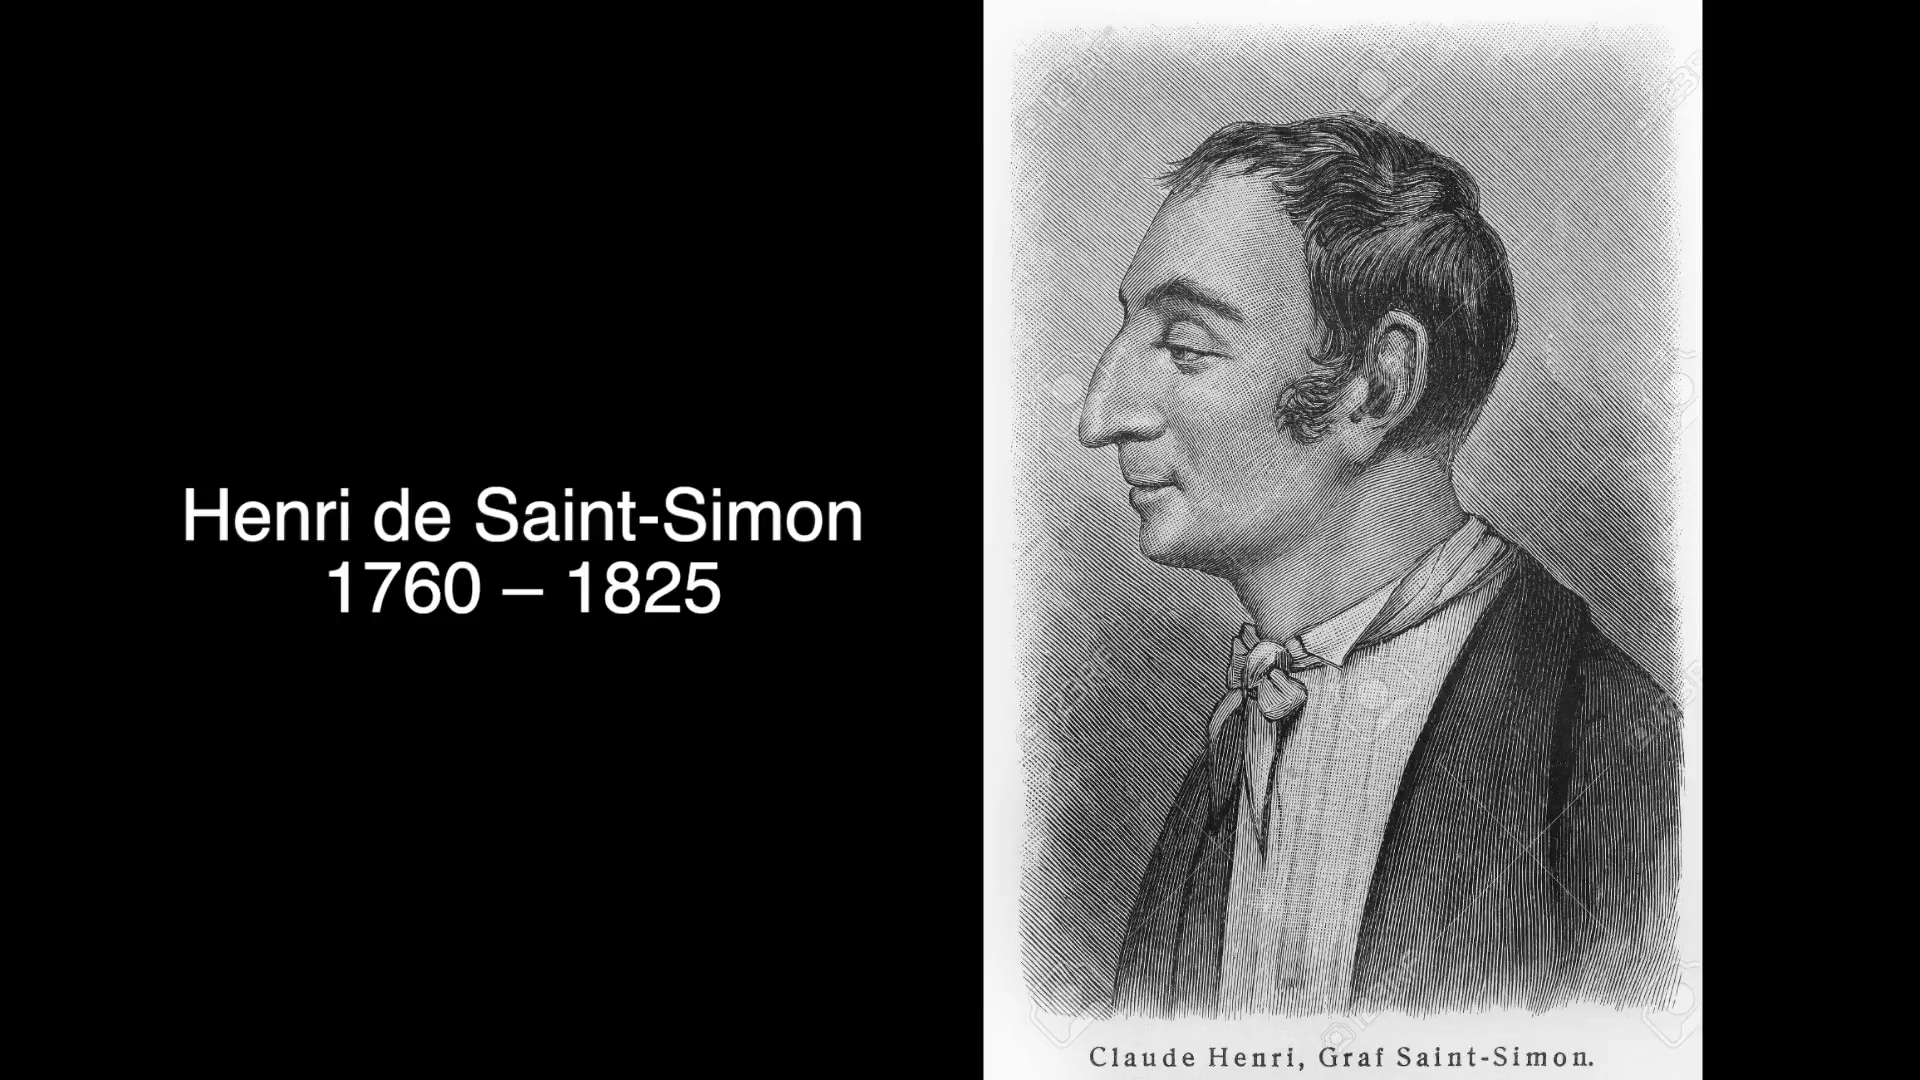 Henri de Saint-Simon
1760 – 1825
Claude Henri, Graf Saint-Simon.